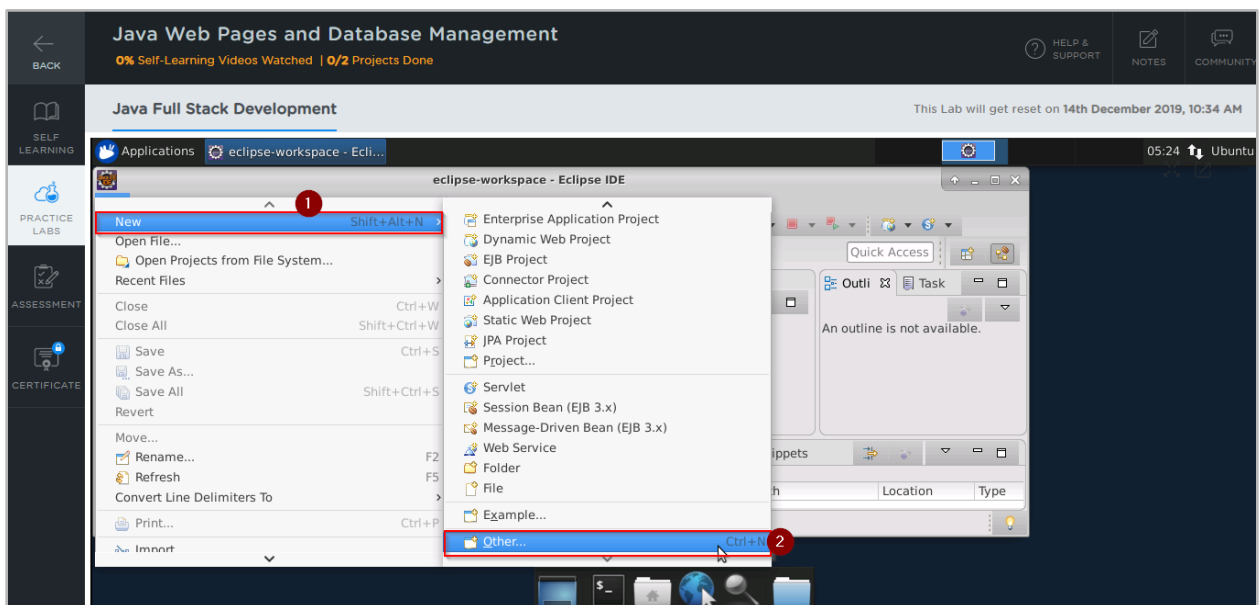 BACK
Java Web Pages and Database Management
0% Self-Learning Videos Watched | 0/2 Projects Done
HELP & SUPPORT
NOTES
COMMUNITY
SELF LEARNING
PRACTICE LABS
ASSESSMENT
CERTIFICATE
Java Full Stack Development
This Lab will get reset on 14th December 2019, 10:34 AM
Applications
eclipse-workspace - Ecli...
05:24
Ubuntu
eclipse-workspace - Eclipse IDE
1
New Shift+Alt+N
Open File...
Open Projects from File System...
Recent Files
Close Ctrl+W
Close All Shift+Ctrl+W
Save Ctrl+S
Save As...
Save All Shift+Ctrl+S
Revert
Move...
Rename... F2
Refresh F5
Convert Line Delimiters To
Print... Ctrl+P
Import
Enterprise Application Project
Dynamic Web Project
EJB Project
Connector Project
Application Client Project
Static Web Project
JPA Project
Project...
Servlet
Session Bean (EJB 3.x)
Message-Driven Bean (EJB 3.x)
Web Service
Folder
File
Example...
Other... Ctrl+N
2
Quick Access
Outli
Task
An outline is not available.
ippets
h
Location
Type
$_